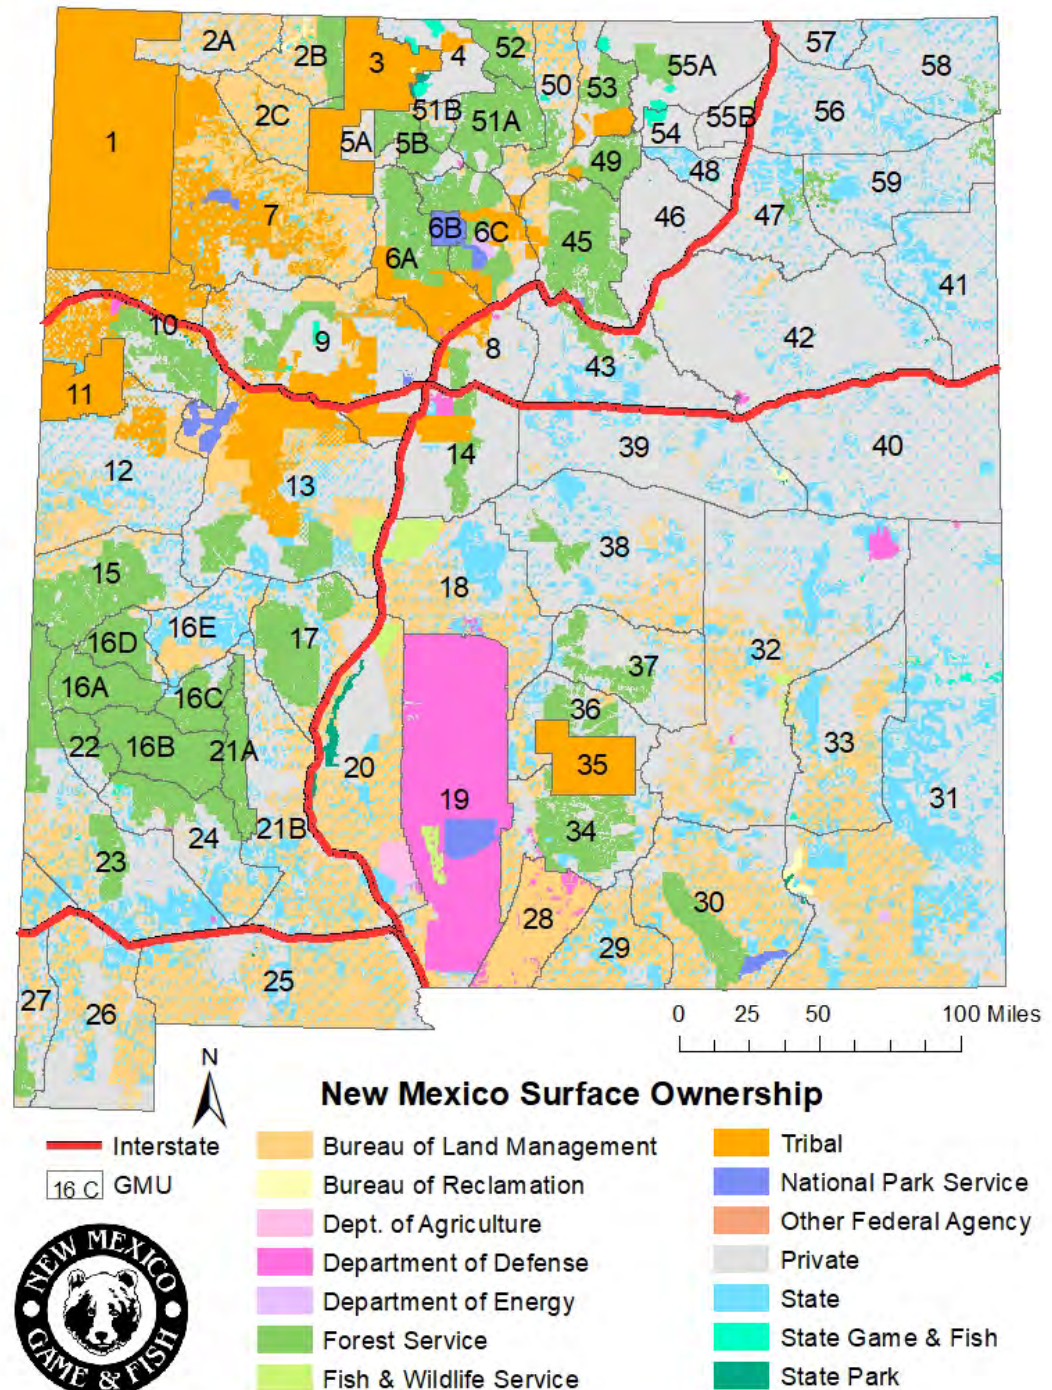 2A
2B
3
4
52
50
53
55A
57
58
1
2C
5A
5B
51B
51A
54
55B
56
49
48
59
7
6B
6C
45
46
47
6A
41
10
9
8
43
42
11
12
13
14
39
40
15
18
38
16D
16E
17
37
32
16A
16C
36
22
16B
21A
20
35
33
19
31
24
21B
34
23
28
30
29
27
26
25
0 25 50 100 Miles
N
New Mexico Surface Ownership
Interstate
16 C GMU
Bureau of Land Management
Bureau of Reclamation
Dept. of Agriculture
Department of Defense
Department of Energy
Forest Service
Fish & Wildlife Service
Tribal
National Park Service
Other Federal Agency
Private
State
State Game & Fish
State Park
NEW MEXICO
GAME & FISH